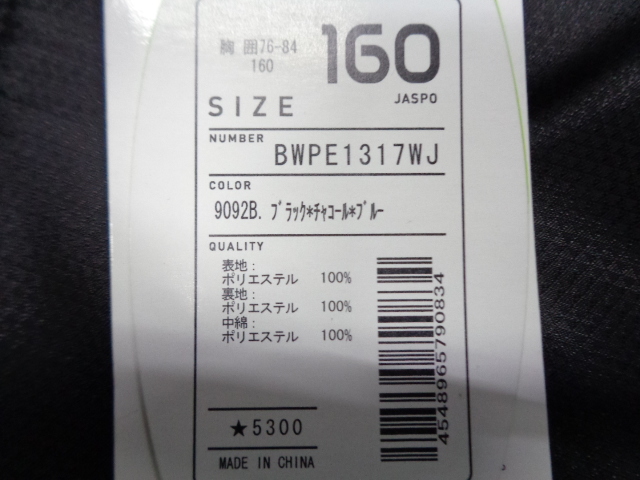 胸 囲76-84
160
160
SIZE
JASPO
NUMBER
BWPE1317WJ
COLOR
9092B. ﾌﾞﾗｯｸ*ﾁｬｺｰﾙ*ﾌﾞﾙｰ
QUALITY
表地：
ポリエステル 100%
裏地：
ポリエステル 100%
中綿：
ポリエステル 100%
4548965790834
★5300
MADE IN CHINA